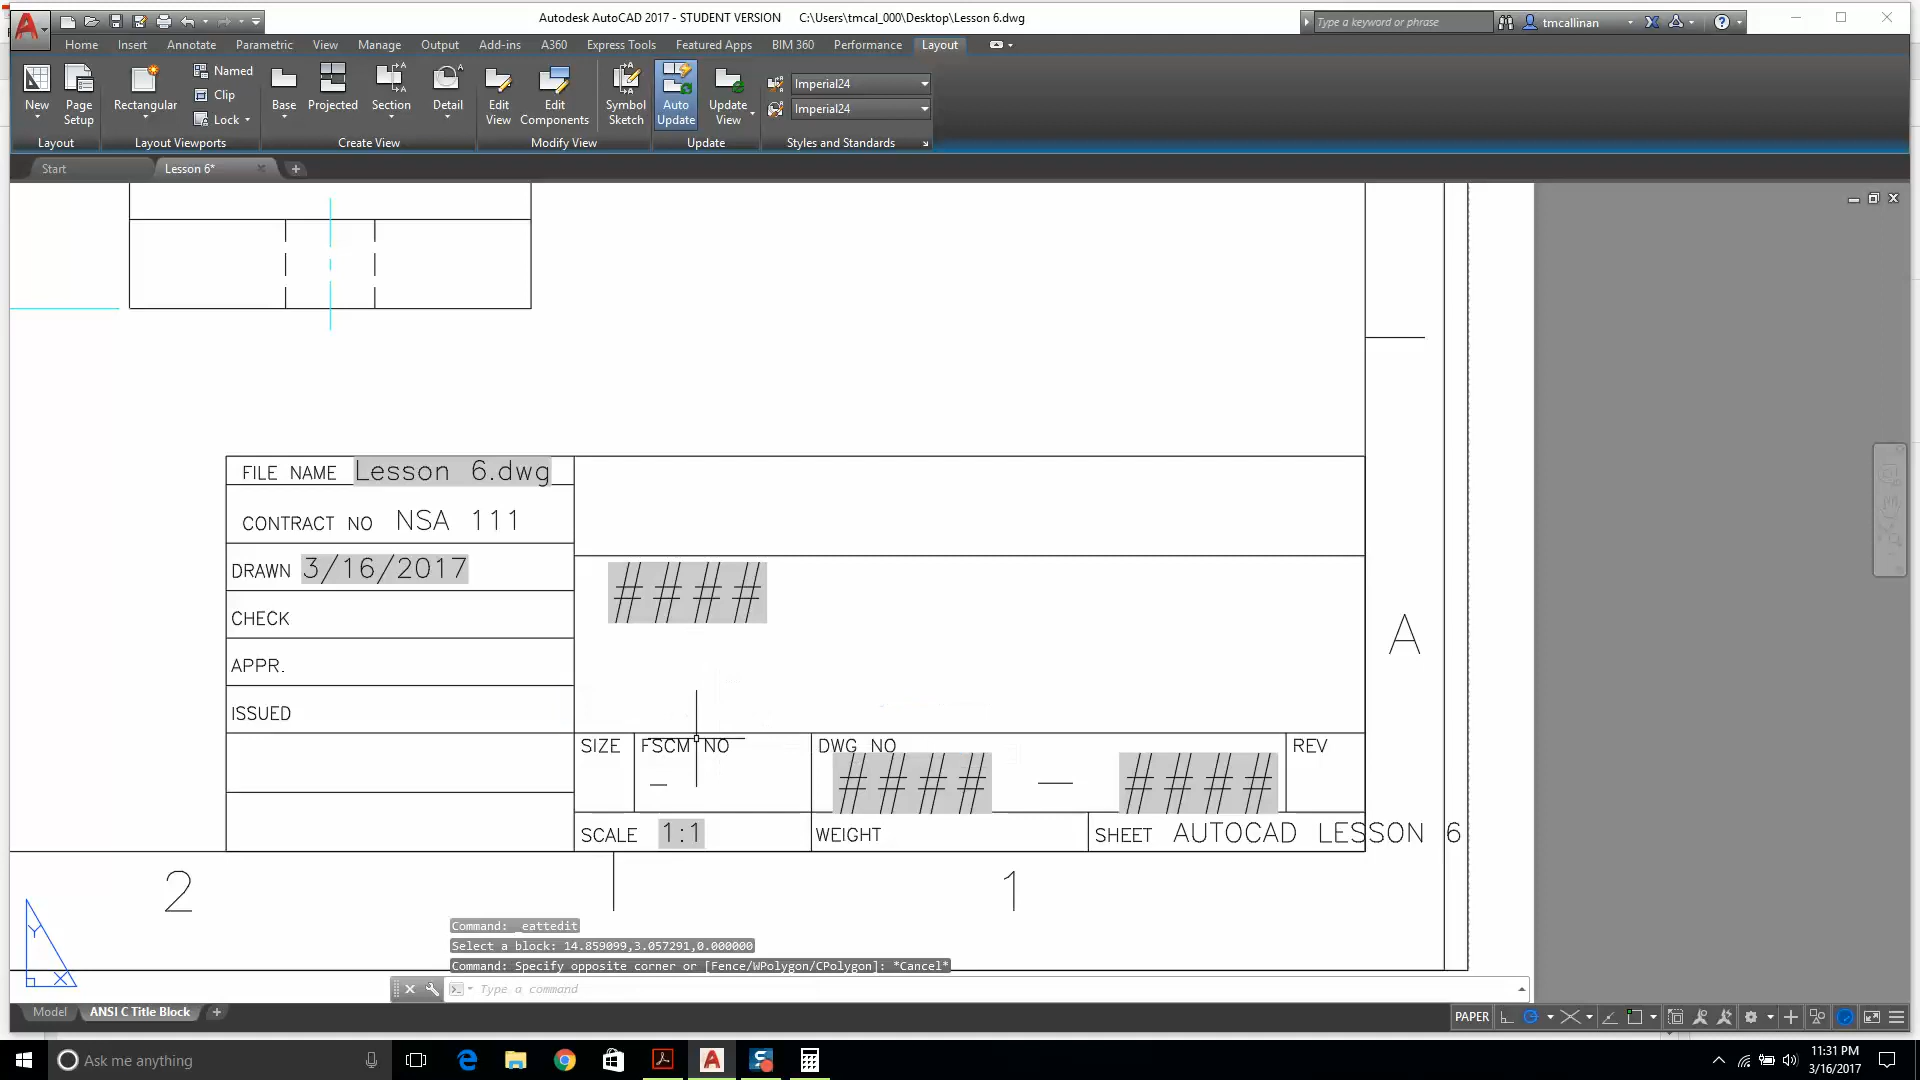 Autodesk AutoCAD 2017 - STUDENT VERSION C:\Users\tmcal_000\Desktop\Lesson 6.dwg
Type a keyword or phrase
tmcallinan
Home Insert Annotate Parametric View Manage Output Add-ins A360 Express Tools Featured Apps BIM 360 Performance Layout
New
Page Setup
Rectangular
Named
Clip
Lock
Base
Projected
Section
Detail
Edit View
Edit Components
Symbol Sketch
Auto Update
Update View
Imperial24
Imperial24
Layout Layout Viewports Create View Modify View Update Styles and Standards
Start Lesson 6*
FILE NAME Lesson 6.dwg
CONTRACT NO NSA 111
DRAWN 3/16/2017
####
CHECK
A
APPR.
ISSUED
SIZE FSCM NO DWG NO REV
– #### – ####
SCALE 1:1 WEIGHT SHEET AUTOCAD LESSON 6
2 1
Y
X
Command: _eattedit
Select a block: 14.859099,3.057291,0.000000
Command: Specify opposite corner or [Fence/WPolygon/CPolygon]: *Cancel*
Type a command
Model ANSI C Title Block
PAPER
Ask me anything
11:31 PM
3/16/2017